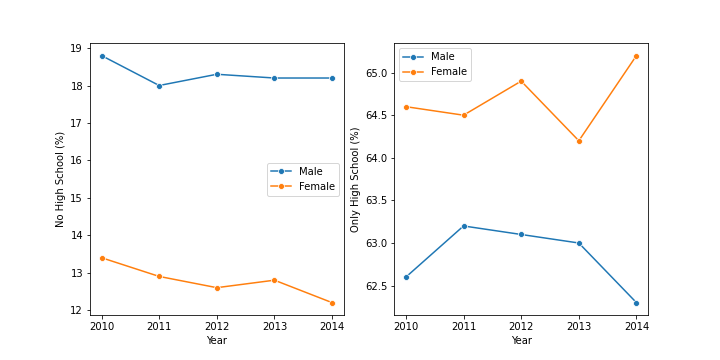 No High School (%)
19
18
17
16
15
14
13
12
2010 2011 2012 2013 2014
Year
Male
Female
Only High School (%)
65.0
64.5
64.0
63.5
63.0
62.5
2010 2011 2012 2013 2014
Year
Male
Female